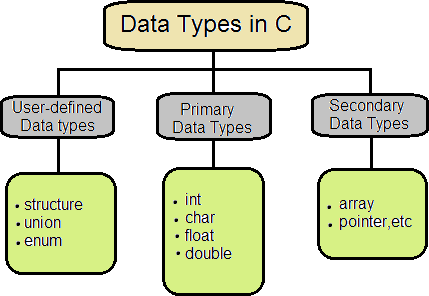 Data Types in C
User-defined
Data types
Primary
Data Types
Secondary
Data Types
• structure
• union
• enum
• int
• char
• float
• double
• array
• pointer,etc